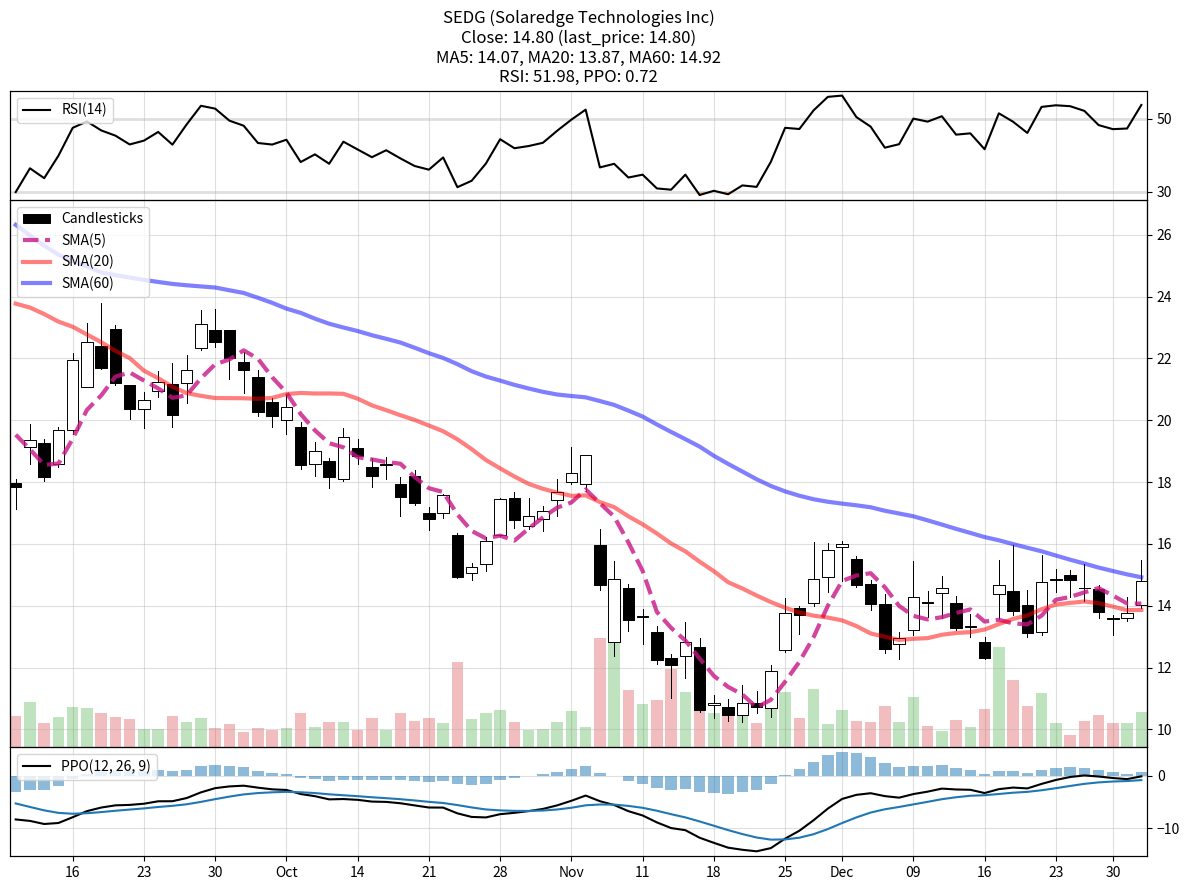 SEDG (Solaredge Technologies Inc)
Close: 14.80 (last_price: 14.80)
MA5: 14.07, MA20: 13.87, MA60: 14.92
RSI: 51.98, PPO: 0.72
RSI(14)
50
30
Candlesticks
SMA(5)
SMA(20)
SMA(60)
26
24
22
20
18
16
14
12
10
PPO(12, 26, 9)
0
−10
16 23 30 Oct 14 21 28 Nov 11 18 25 Dec 09 16 23 30